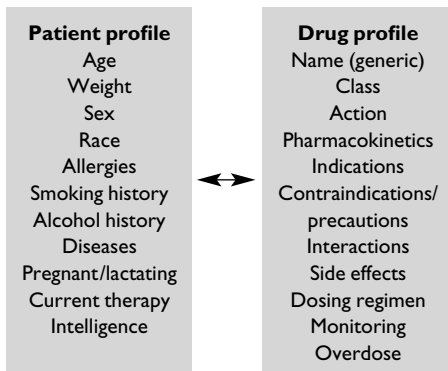 Patient profile
Age
Weight
Sex
Race
Allergies
Smoking history
Alcohol history
Diseases
Pregnant/lactating
Current therapy
Intelligence
Drug profile
Name (generic)
Class
Action
Pharmacokinetics
Indications
Contraindications/
precautions
Interactions
Side effects
Dosing regimen
Monitoring
Overdose